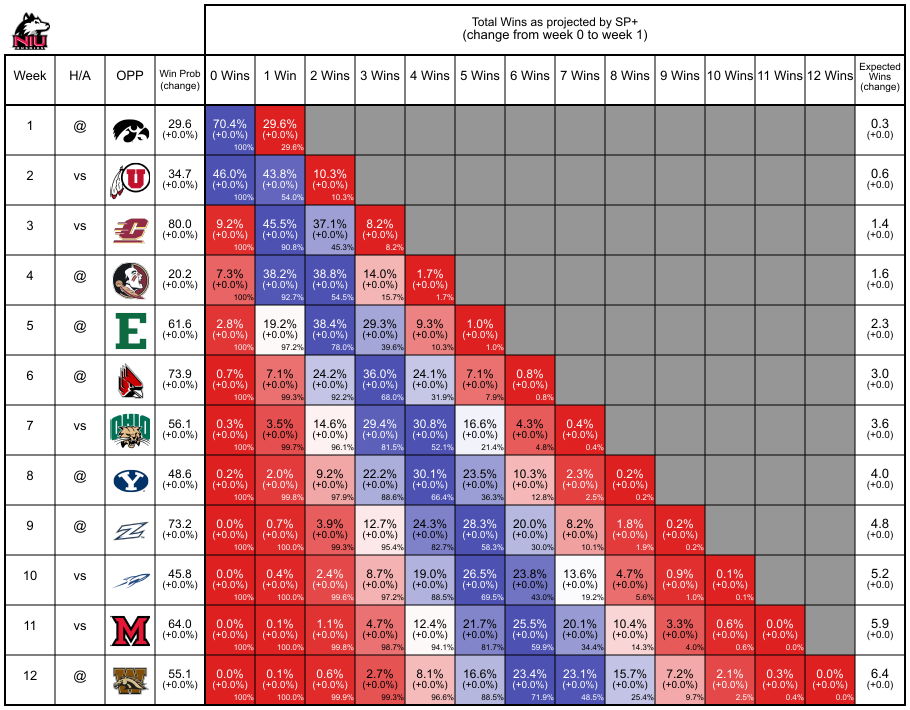 NIU
HUSKIES
Total Wins as projected by SP+
(change from week 0 to week 1)
Week H/A OPP Win Prob (change) 0 Wins 1 Win 2 Wins 3 Wins 4 Wins 5 Wins 6 Wins 7 Wins 8 Wins 9 Wins 10 Wins 11 Wins 12 Wins Expected Wins (change)
1 @ 29.6 70.4% 29.6% 0.3
(+0.0%) (+0.0%) (+0.0%) (+0.0)
100% 29.6%
2 vs U 34.7 46.0% 43.8% 10.3% 0.6
(+0.0%) (+0.0%) (+0.0%) (+0.0%) (+0.0)
100% 54.0% 10.3%
3 vs C 80.0 9.2% 45.5% 37.1% 8.2% 1.4
(+0.0%) (+0.0%) (+0.0%) (+0.0%) (+0.0%) (+0.0)
100% 90.8% 45.3% 8.2%
4 @ 20.2 7.3% 38.2% 38.8% 14.0% 1.7% 1.6
(+0.0%) (+0.0%) (+0.0%) (+0.0%) (+0.0%) (+0.0%) (+0.0)
100% 92.7% 54.5% 15.7% 1.7%
5 @ E 61.6 2.8% 19.2% 38.4% 29.3% 9.3% 1.0% 2.3
(+0.0%) (+0.0%) (+0.0%) (+0.0%) (+0.0%) (+0.0%) (+0.0%) (+0.0)
100% 97.2% 78.0% 39.6% 10.3% 1.0%
6 @ 73.9 0.7% 7.1% 24.2% 36.0% 24.1% 7.1% 0.8% 3.0
(+0.0%) (+0.0%) (+0.0%) (+0.0%) (+0.0%) (+0.0%) (+0.0%) (+0.0%) (+0.0)
100% 99.3% 92.2% 68.0% 31.9% 7.9% 0.8%
7 vs OHIO 56.1 0.3% 3.5% 14.6% 29.4% 30.8% 16.6% 4.3% 0.4% 3.6
(+0.0%) (+0.0%) (+0.0%) (+0.0%) (+0.0%) (+0.0%) (+0.0%) (+0.0%) (+0.0%) (+0.0)
100% 99.7% 96.1% 81.5% 52.1% 21.4% 4.8% 0.4%
8 @ Y 48.6 0.2% 2.0% 9.2% 22.2% 30.1% 23.5% 10.3% 2.3% 0.2% 4.0
(+0.0%) (+0.0%) (+0.0%) (+0.0%) (+0.0%) (+0.0%) (+0.0%) (+0.0%) (+0.0%) (+0.0%) (+0.0)
100% 99.8% 97.9% 88.6% 66.4% 36.3% 12.8% 2.5% 0.2%
9 @ Z 73.2 0.0% 0.7% 3.9% 12.7% 24.3% 28.3% 20.0% 8.2% 1.8% 0.2% 4.8
(+0.0%) (+0.0%) (+0.0%) (+0.0%) (+0.0%) (+0.0%) (+0.0%) (+0.0%) (+0.0%) (+0.0%) (+0.0%) (+0.0)
100% 100.0% 99.3% 95.4% 82.7% 58.3% 30.0% 10.1% 1.9% 0.2%
10 vs 45.8 0.0% 0.4% 2.4% 8.7% 19.0% 26.5% 23.8% 13.6% 4.7% 0.9% 0.1% 5.2
(+0.0%) (+0.0%) (+0.0%) (+0.0%) (+0.0%) (+0.0%) (+0.0%) (+0.0%) (+0.0%) (+0.0%) (+0.0%) (+0.0%) (+0.0)
100% 100.0% 99.6% 97.2% 88.5% 69.5% 43.0% 19.2% 5.6% 1.0% 0.1%
11 vs M 64.0 0.0% 0.1% 1.1% 4.7% 12.4% 21.7% 25.5% 20.1% 10.4% 3.3% 0.6% 0.0% 5.9
(+0.0%) (+0.0%) (+0.0%) (+0.0%) (+0.0%) (+0.0%) (+0.0%) (+0.0%) (+0.0%) (+0.0%) (+0.0%) (+0.0%) (+0.0%) (+0.0)
100% 100.0% 99.8% 98.7% 94.1% 81.7% 59.9% 34.4% 14.3% 4.0% 0.6% 0.0%
12 @ W 55.1 0.0% 0.1% 0.6% 2.7% 8.1% 16.6% 23.4% 23.1% 15.7% 7.2% 2.1% 0.3% 0.0% 6.4
(+0.0%) (+0.0%) (+0.0%) (+0.0%) (+0.0%) (+0.0%) (+0.0%) (+0.0%) (+0.0%) (+0.0%) (+0.0%) (+0.0%) (+0.0%) (+0.0%) (+0.0)
100% 100.0% 99.9% 99.3% 96.6% 88.5% 71.9% 48.5% 25.4% 9.7% 2.5% 0.4% 0.0%